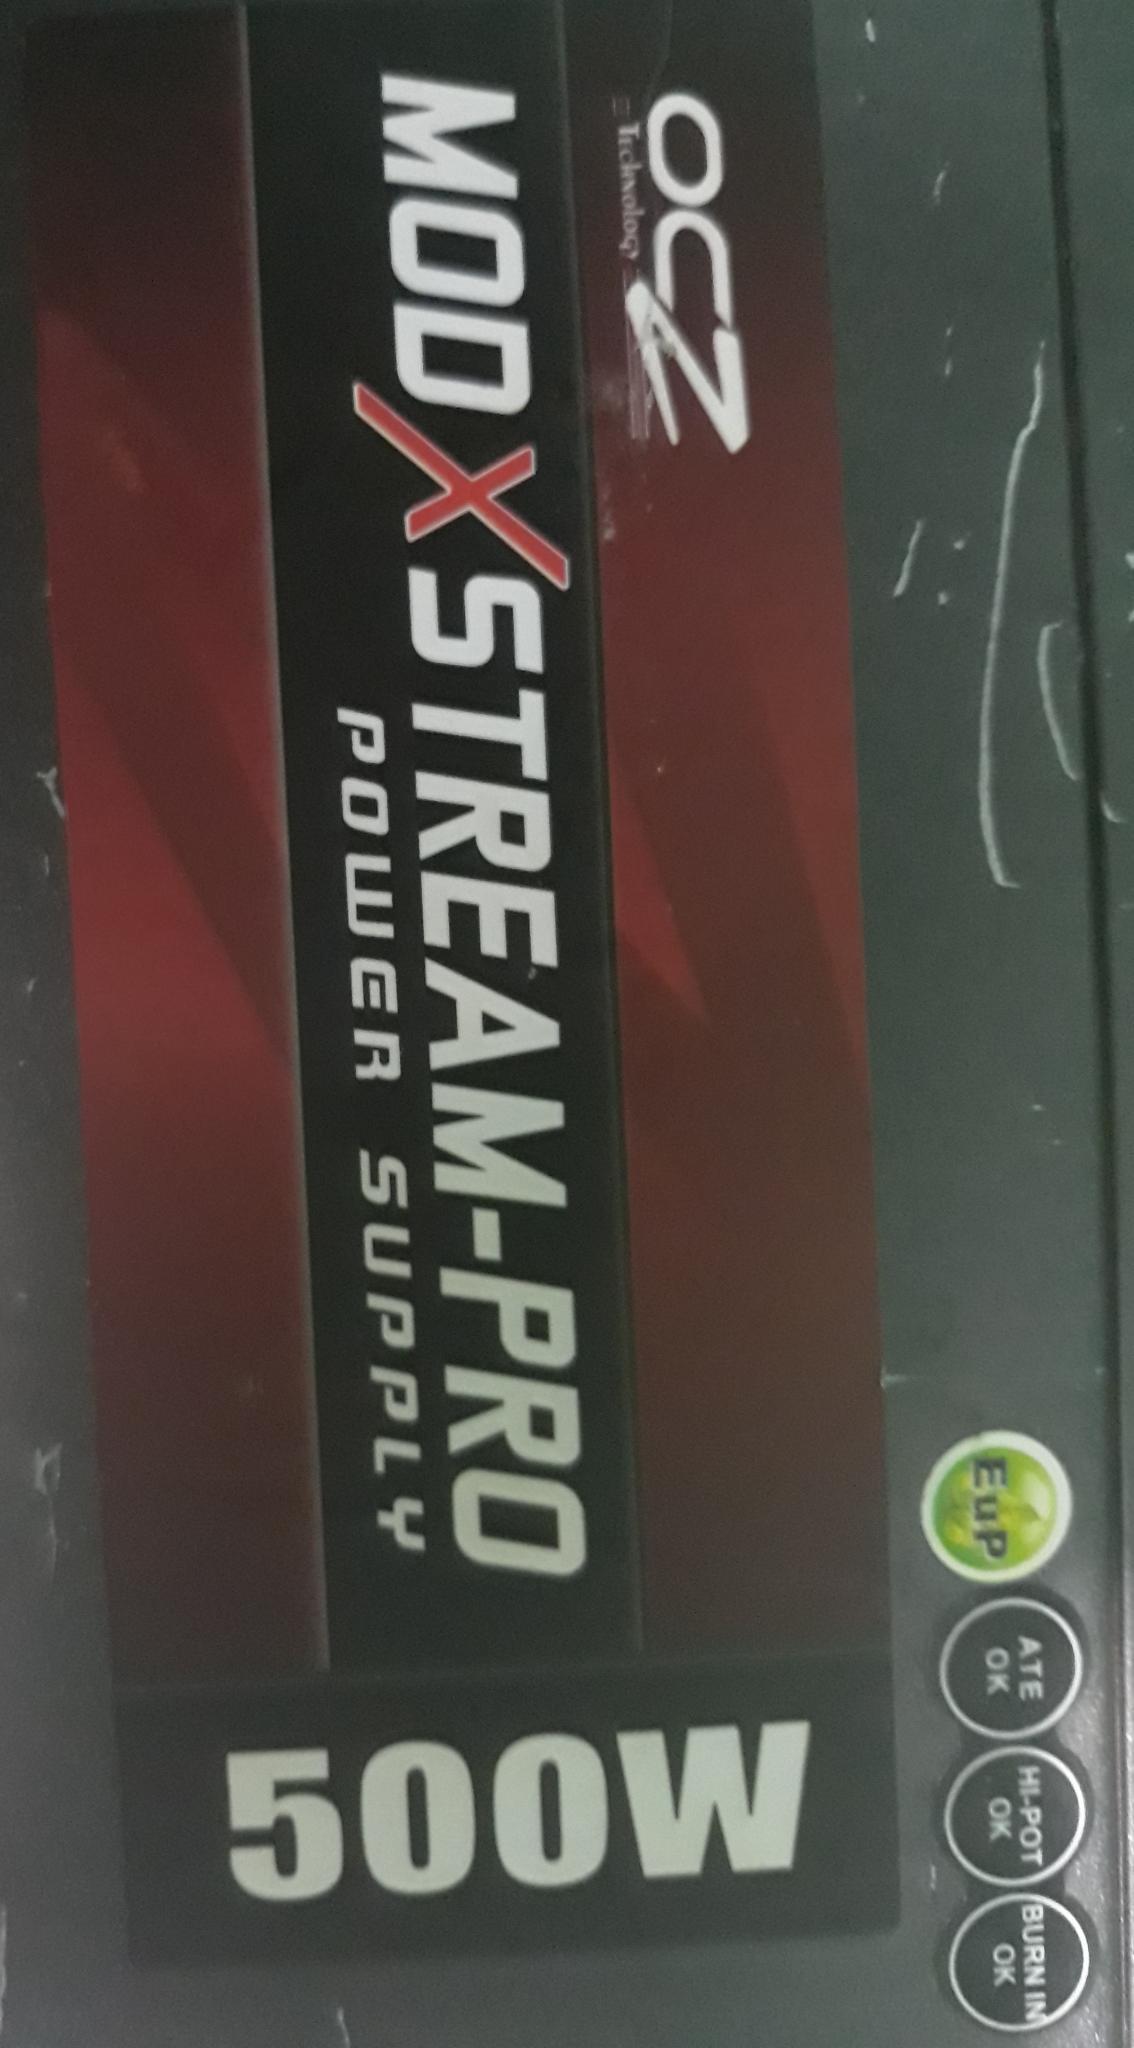 OCZ
Technology
MODXSTREAM-PRO
POWER SUPPLY
500W
EuP
ATE
OK
HI-POT
OK
BURN IN
OK